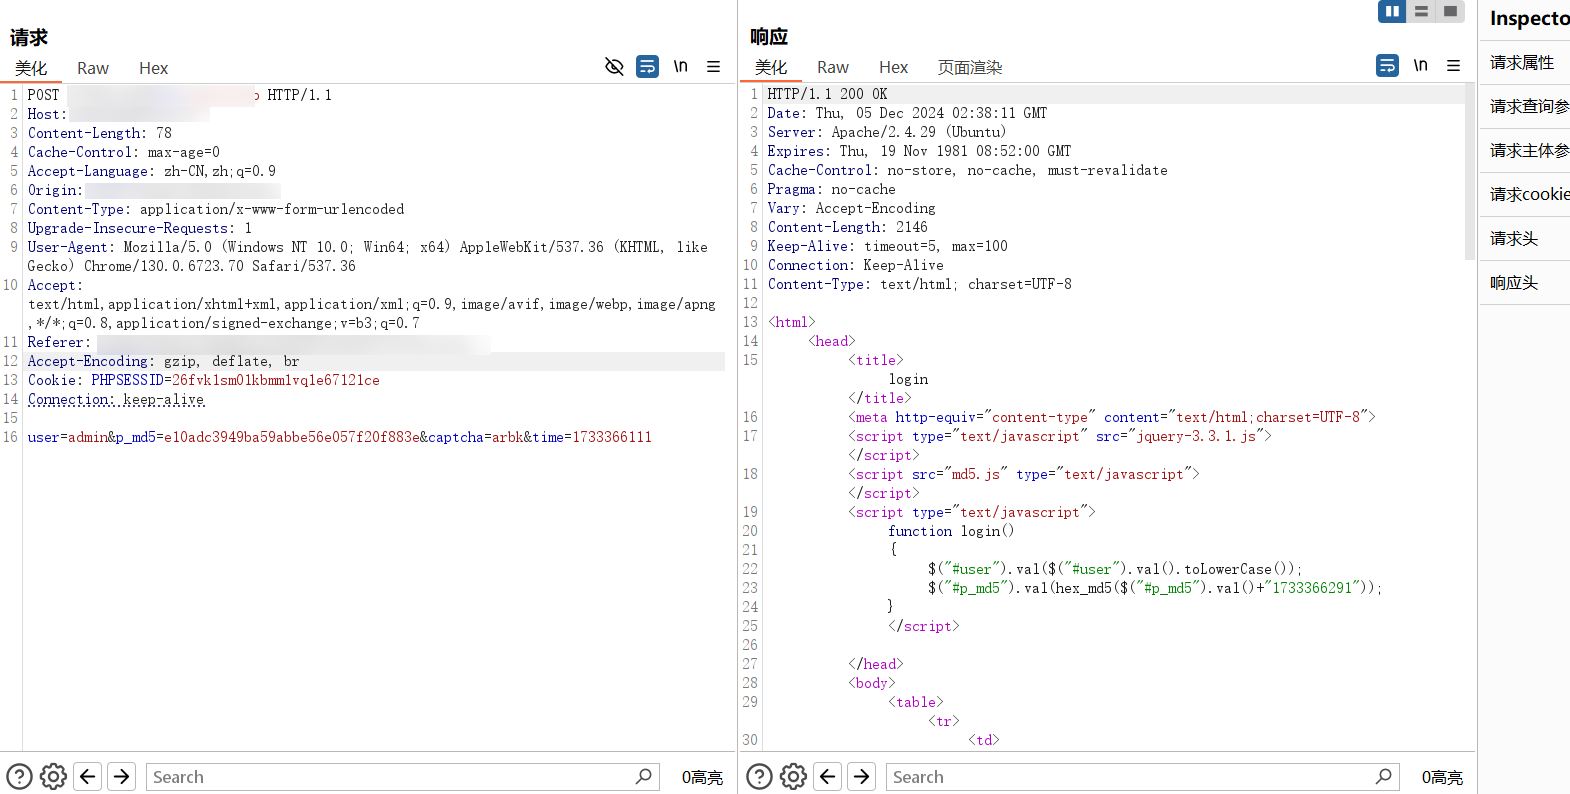 请求
美化 Raw Hex \n
1 POST HTTP/1.1
2 Host:
3 Content-Length: 78
4 Cache-Control: max-age=0
5 Accept-Language: zh-CN,zh;q=0.9
6 Origin:
7 Content-Type: application/x-www-form-urlencoded
8 Upgrade-Insecure-Requests: 1
9 User-Agent: Mozilla/5.0 (Windows NT 10.0; Win64; x64) AppleWebKit/537.36 (KHTML, like
Gecko) Chrome/130.0.6723.70 Safari/537.36
10 Accept:
text/html,application/xhtml+xml,application/xml;q=0.9,image/avif,image/webp,image/apng
,*/*;q=0.8,application/signed-exchange;v=b3;q=0.7
11 Referer:
12 Accept-Encoding: gzip, deflate, br
13 Cookie: PHPSESSID=26fvk1sm01kbmm1vq1e67121ce
14 Connection: keep-alive
15
16 user=admin&p_md5=e10adc3949ba59abbe56e057f20f883e&captcha=arbk&time=1733366111
Search 0高亮
响应
美化 Raw Hex 页面渲染 \n
1 HTTP/1.1 200 OK
2 Date: Thu, 05 Dec 2024 02:38:11 GMT
3 Server: Apache/2.4.29 (Ubuntu)
4 Expires: Thu, 19 Nov 1981 08:52:00 GMT
5 Cache-Control: no-store, no-cache, must-revalidate
6 Pragma: no-cache
7 Vary: Accept-Encoding
8 Content-Length: 2146
9 Keep-Alive: timeout=5, max=100
10 Connection: Keep-Alive
11 Content-Type: text/html; charset=UTF-8
12
13 <html>
14 <head>
15 <title>
login
</title>
16 <meta http-equiv="content-type" content="text/html;charset=UTF-8">
17 <script type="text/javascript" src="jquery-3.3.1.js">
</script>
18 <script src="md5.js" type="text/javascript">
</script>
19 <script type="text/javascript">
20 function login()
21 {
22 $("#user").val($("#user").val().toLowerCase());
23 $("#p_md5").val(hex_md5($("#p_md5").val()+"1733366291"));
24 }
25 </script>
26
27 </head>
28 <body>
29 <table>
<tr>
30 <td>
Search 0高亮
Inspecto
请求属性
请求查询参
请求主体参
请求cookie
请求头
响应头